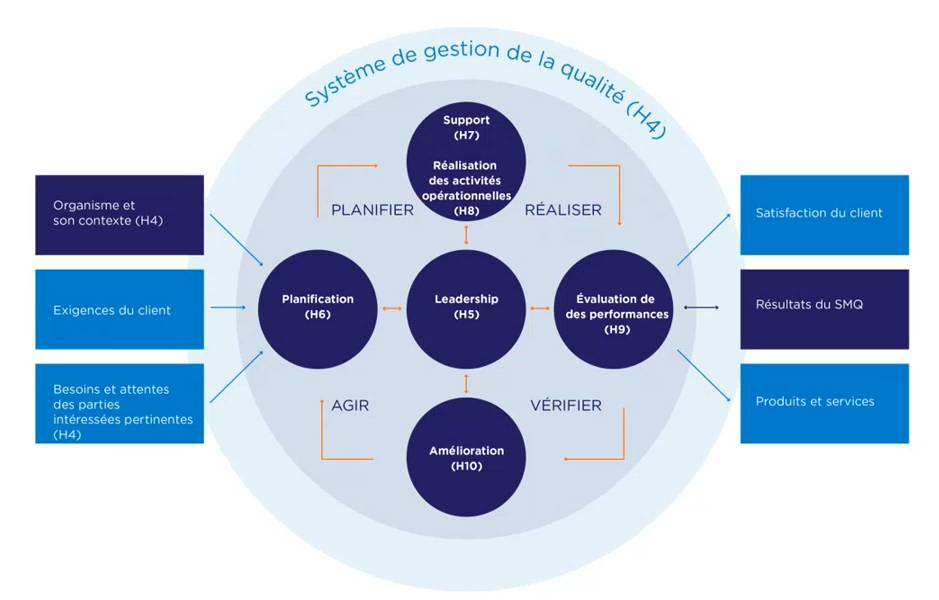 Système de gestion de la qualité (H4)
Support
(H7)
Réalisation
des activités
opérationnelles
(H8)
PLANIFIER
RÉALISER
Organisme et
son contexte (H4)
Exigences du client
Besoins et attentes
des parties
intéressées pertinentes
(H4)
Planification
(H6)
Leadership
(H5)
Évaluation de
des performances
(H9)
Satisfaction du client
Résultats du SMQ
Produits et services
AGIR
VÉRIFIER
Amélioration
(H10)